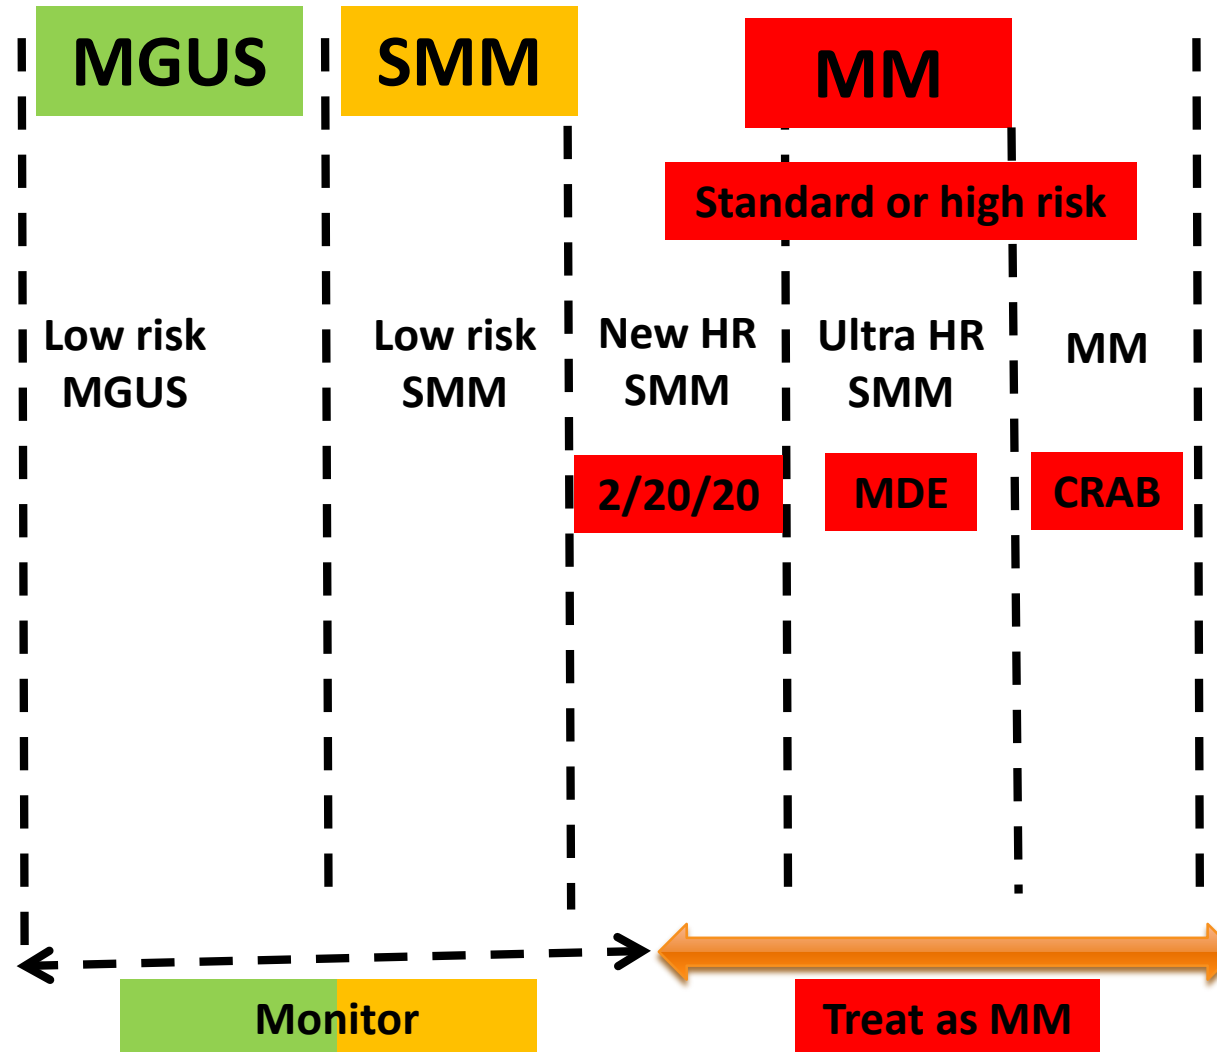 MGUS
SMM
MM
Standard or high risk
Low risk
MGUS
Low risk
SMM
New HR
SMM
Ultra HR
SMM
MM
2/20/20
MDE
CRAB
Monitor
Treat as MM